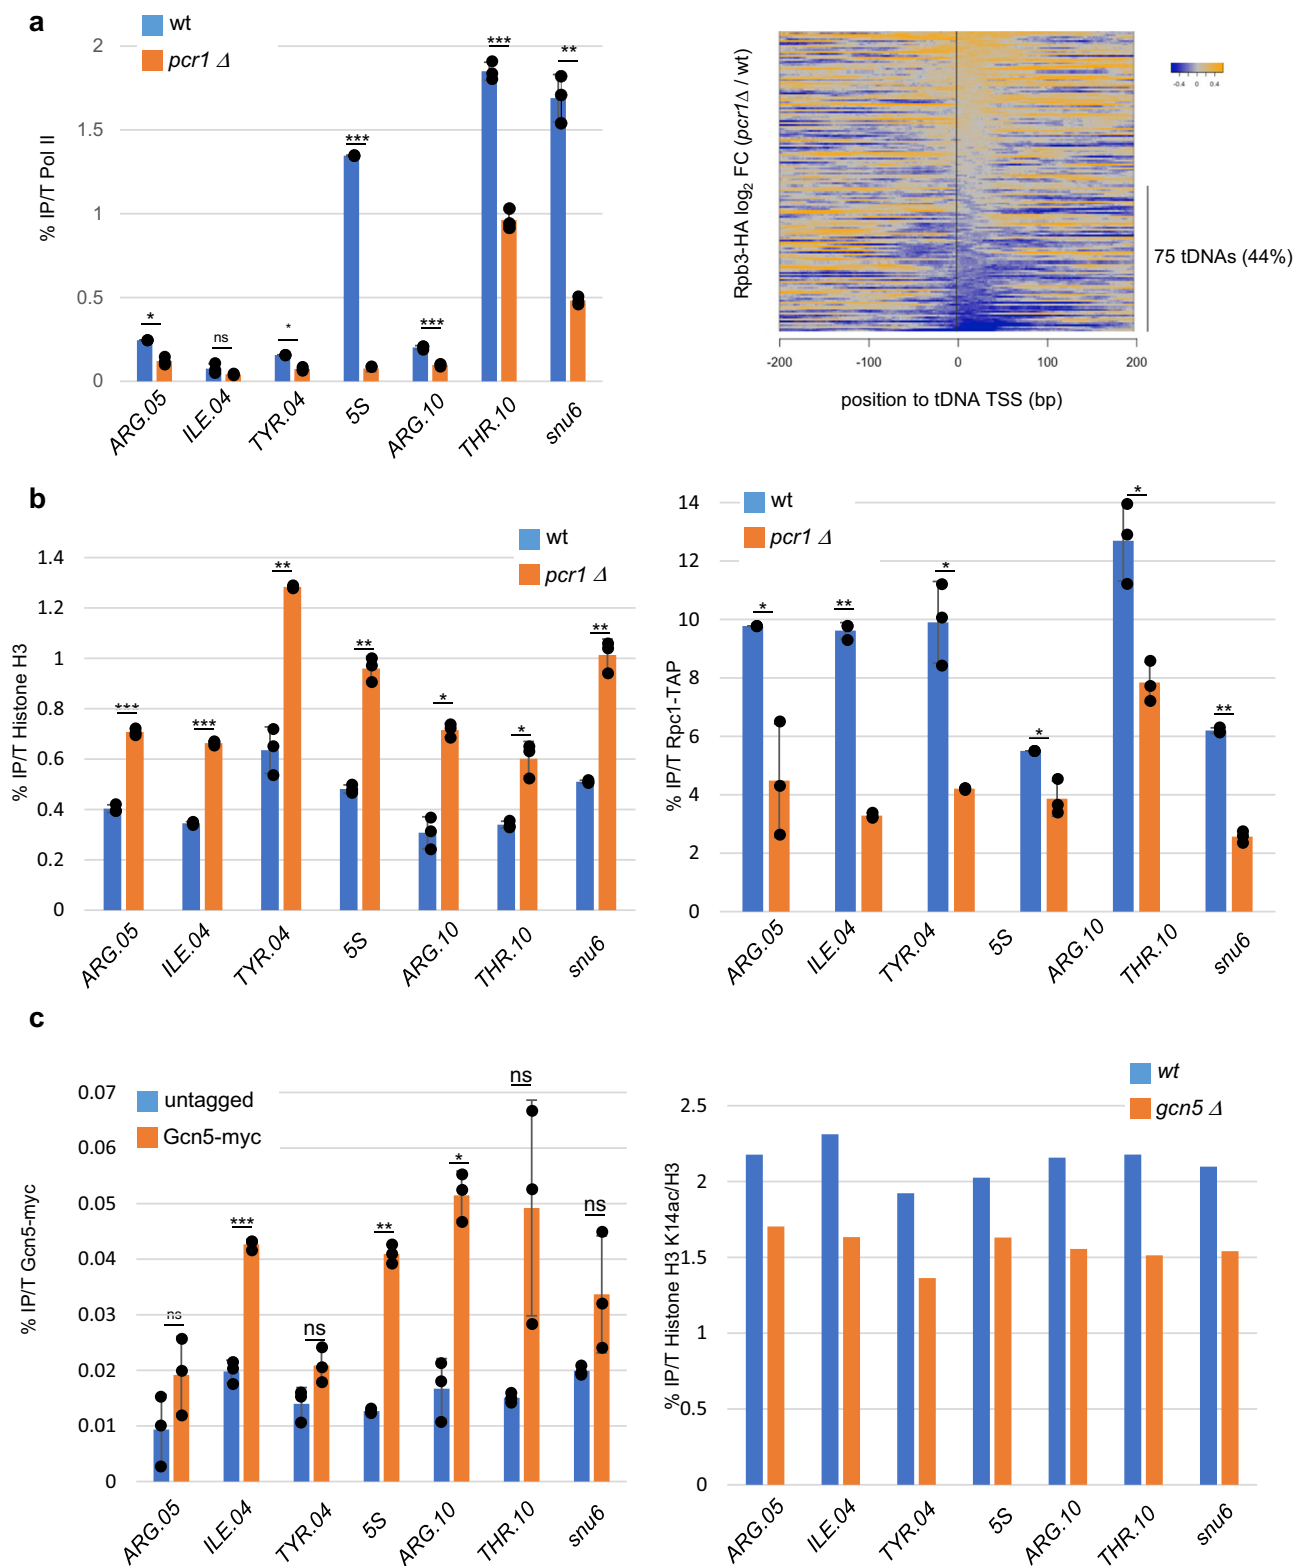 a
wt
pcr1 Δ
% IP/T Pol II
2
1.5
1
0.5
0
*
ns
*
***
***
***
**
ARG.05
ILE.04
TYR.04
5S
ARG.10
THR.10
snu6
Rpb3-HA log2 FC (pcr1Δ / wt)
-0.4 0 0.4
75 tDNAs (44%)
-200 -100 0 100 200
position to tDNA TSS (bp)
b
wt
pcr1 Δ
% IP/T Histone H3
1.4
1.2
1
0.8
0.6
0.4
0.2
0
***
***
**
**
*
*
**
ARG.05
ILE.04
TYR.04
5S
ARG.10
THR.10
snu6
wt
pcr1 Δ
% IP/T Rpc1-TAP
14
12
10
8
6
4
2
0
*
**
*
*
*
**
ARG.05
ILE.04
TYR.04
5S
ARG.10
THR.10
snu6
c
untagged
Gcn5-myc
% IP/T Gcn5-myc
0.07
0.06
0.05
0.04
0.03
0.02
0.01
0
ns
***
ns
**
*
ns
ns
ARG.05
ILE.04
TYR.04
5S
ARG.10
THR.10
snu6
wt
gcn5 Δ
% IP/T Histone H3 K14ac/H3
2.5
2
1.5
1
0.5
0
ARG.05
ILE.04
TYR.04
5S
ARG.10
THR.10
snu6